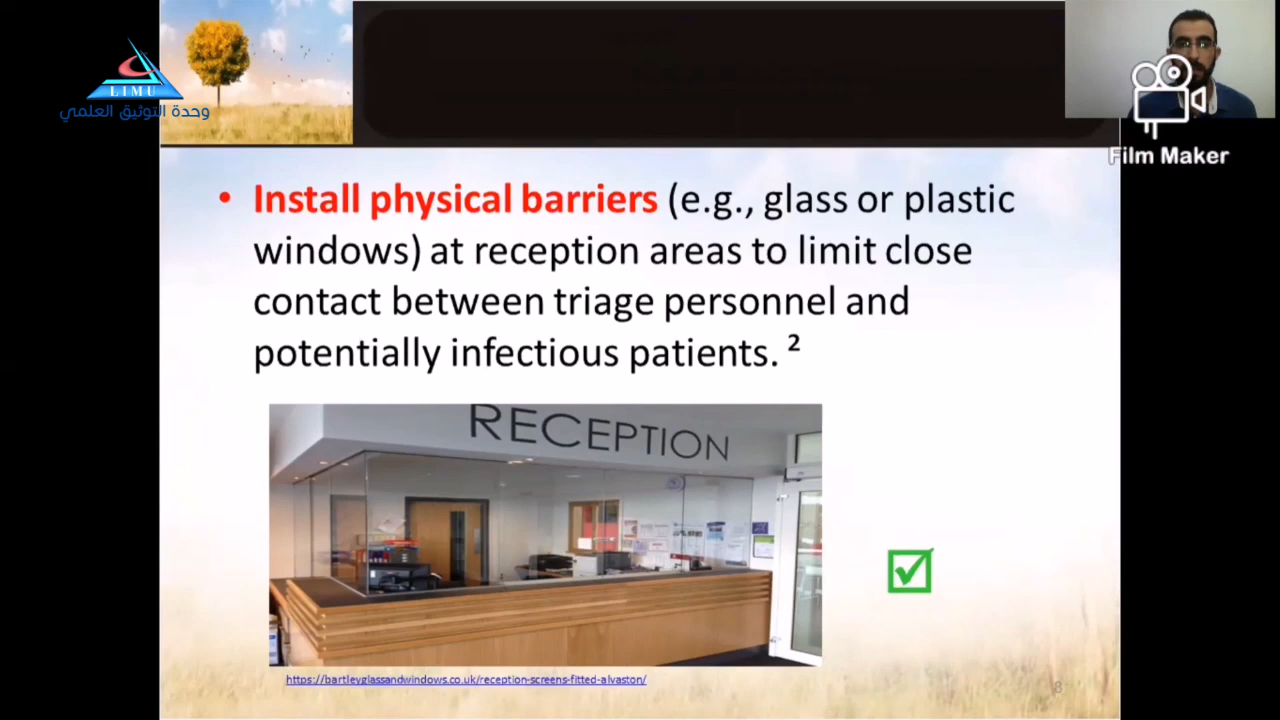 LIMU
وحدة التوثيق العلمي
Film Maker
• Install physical barriers (e.g., glass or plastic
windows) at reception areas to limit close
contact between triage personnel and
potentially infectious patients. ²
RECEPTION
https://bartleyglassandwindows.co.uk/reception-screens-fitted-alvaston/
8